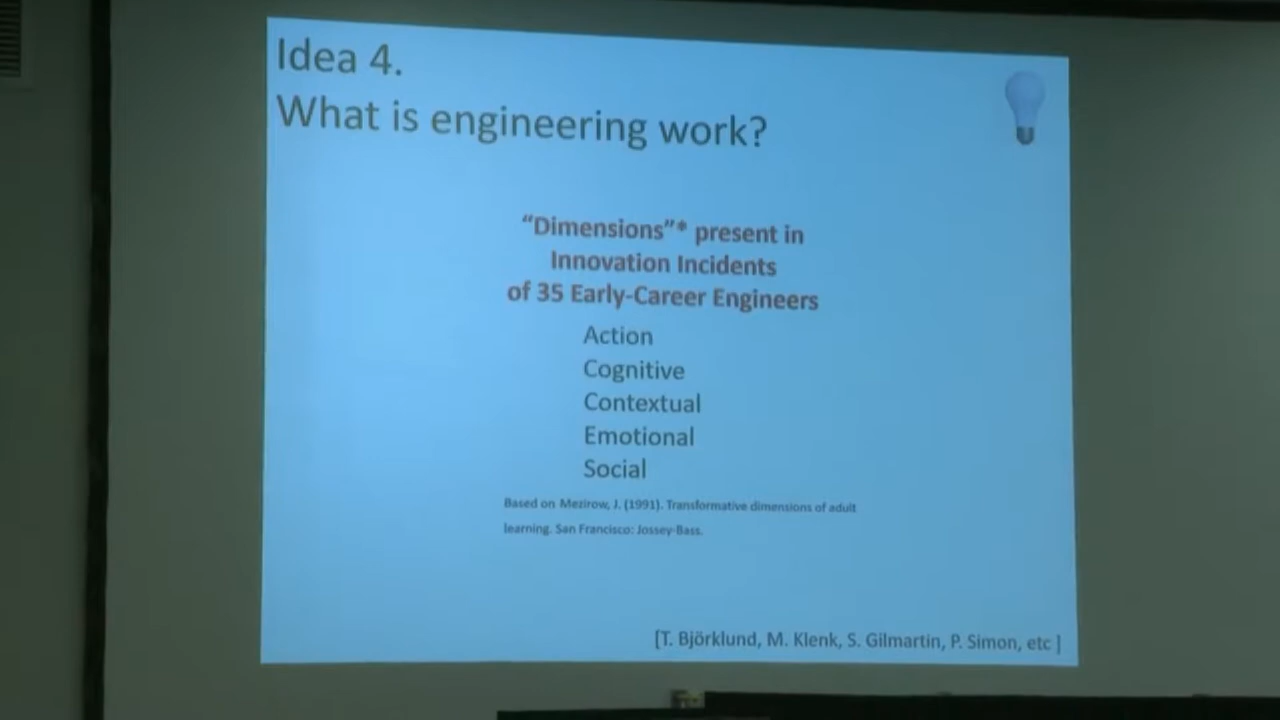 Idea 4.
What is engineering work?
“Dimensions”* present in
Innovation Incidents
of 35 Early-Career Engineers
Action
Cognitive
Contextual
Emotional
Social
Based on Mezirow, J. (1991). Transformative dimensions of adult
learning. San Francisco: Jossey-Bass.
[T. Björklund, M. Klenk, S. Gilmartin, P. Simon, etc ]